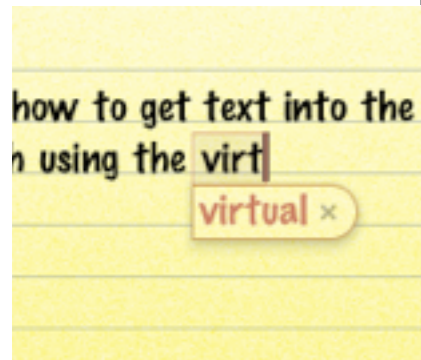 how to get text into the
using the virt
virtual ×